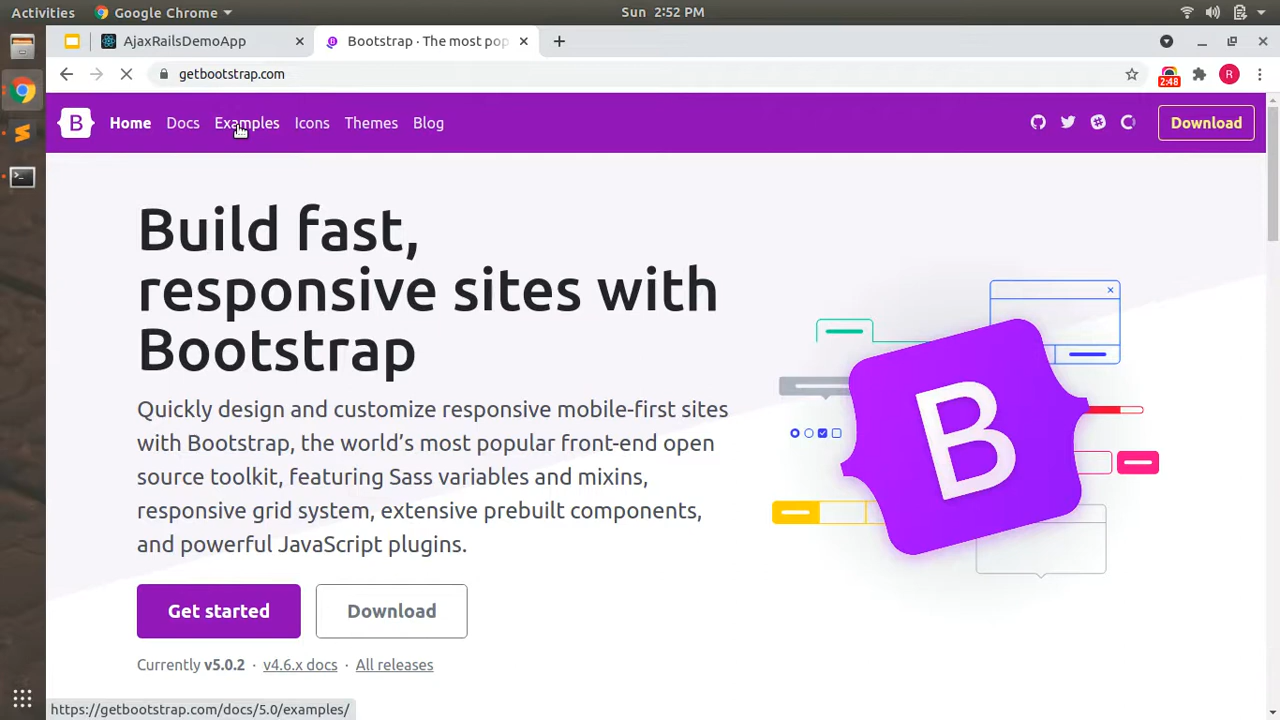 Activities
Google Chrome
Sun 2:52 PM
AjaxRailsDemoApp
Bootstrap · The most pop
getbootstrap.com
2:48
R
B
Home
Docs
Examples
Icons
Themes
Blog
Download
Build fast,
responsive sites with
Bootstrap
Quickly design and customize responsive mobile-first sites
with Bootstrap, the world's most popular front-end open
source toolkit, featuring Sass variables and mixins,
responsive grid system, extensive prebuilt components,
and powerful JavaScript plugins.
B
Get started
Download
Currently v5.0.2 · v4.6.x docs · All releases
https://getbootstrap.com/docs/5.0/examples/